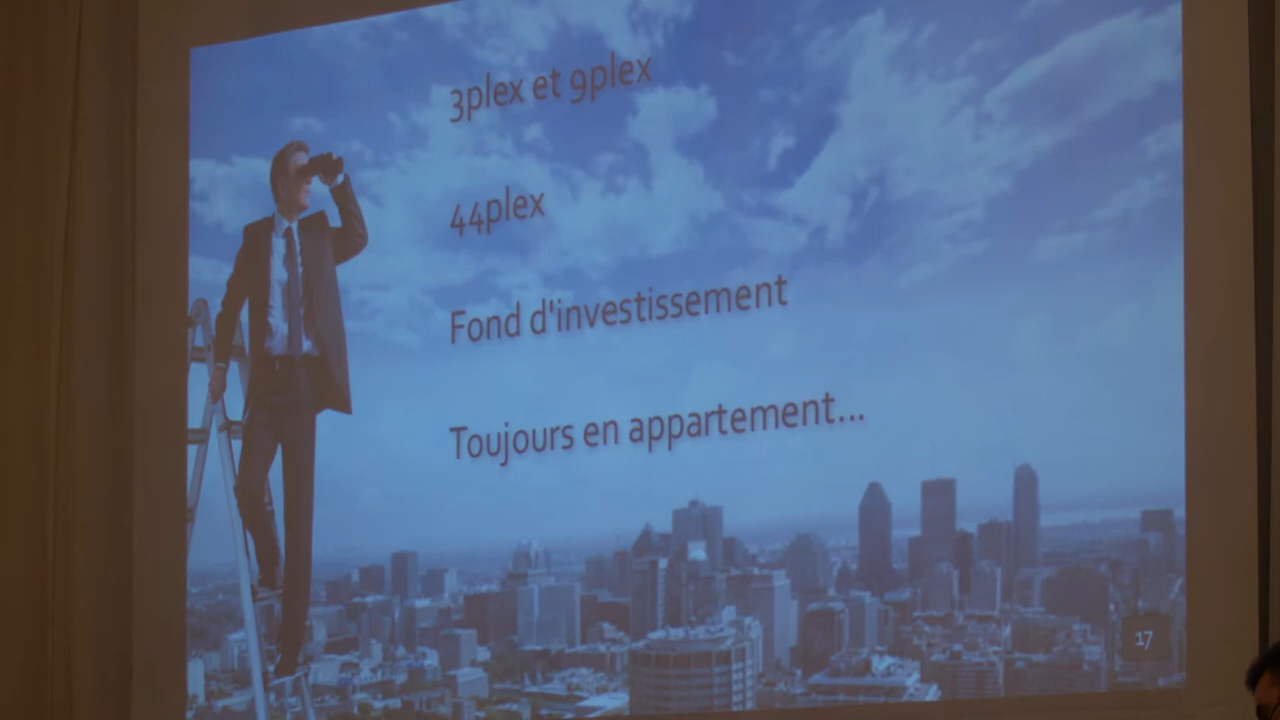 3plex et 9plex
44plex
Fond d'investissement
Toujours en appartement...
17